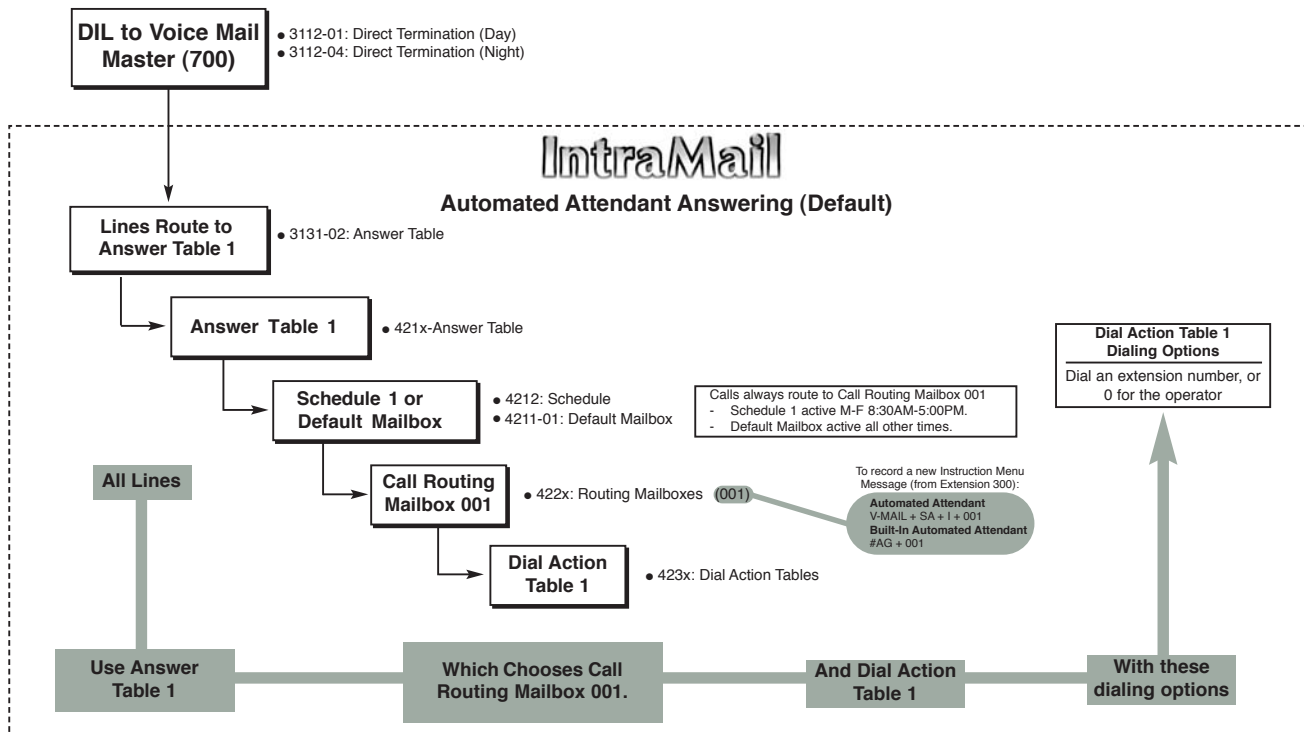 DIL to Voice Mail
Master (700)
● 3112-01: Direct Termination (Day)
● 3112-04: Direct Termination (Night)
IntraMail
Automated Attendant Answering (Default)
Lines Route to
Answer Table 1
● 3131-02: Answer Table
Answer Table 1
● 421x-Answer Table
Schedule 1 or
Default Mailbox
● 4212: Schedule
● 4211-01: Default Mailbox
Calls always route to Call Routing Mailbox 001
- Schedule 1 active M-F 8:30AM-5:00PM.
- Default Mailbox active all other times.
Dial Action Table 1
Dialing Options
Dial an extension number, or
0 for the operator
Call Routing
Mailbox 001
● 422x: Routing Mailboxes (001)
To record a new Instruction Menu
Message (from Extension 300):
Automated Attendant
V-MAIL + SA + I + 001
Built-In Automated Attendant
#AG + 001
Dial Action
Table 1
● 423x: Dial Action Tables
All Lines
Use Answer
Table 1
Which Chooses Call
Routing Mailbox 001.
And Dial Action
Table 1
With these
dialing options